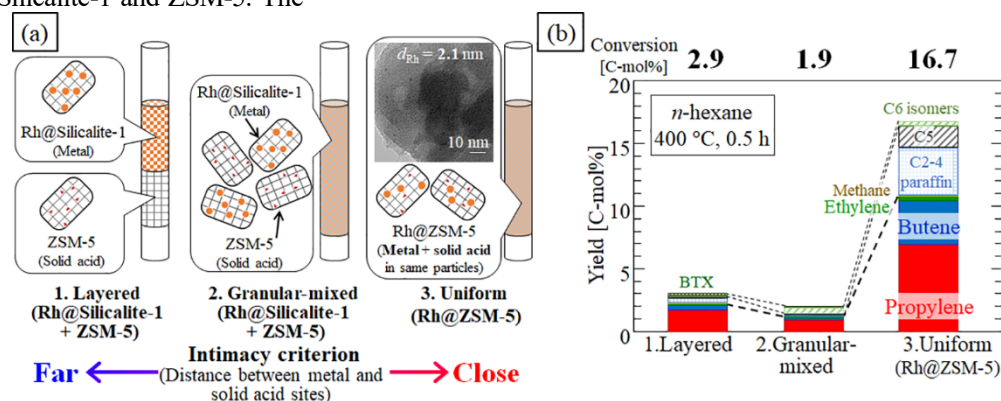 Silicalite-1 and ZSM-5. The
(a)
Rh@Silicalite-1
(Metal)
ZSM-5
(Solid acid)
1. Layered
(Rh@Silicalite-1
+ ZSM-5)
Rh@Silicalite-1
(Metal)
ZSM-5
(Solid acid)
2. Granular-mixed
(Rh@Silicalite-1
+ ZSM-5)
dRh = 2.1 nm
10 nm
Rh@ZSM-5
(Metal + solid acid
in same particles)
3. Uniform
(Rh@ZSM-5)
Intimacy criterion
Far
(Distance between metal and
solid acid sites)
Close
(b)
Conversion
[C-mol%]
2.9
1.9
16.7
Yield [C-mol%]
20
15
10
5
0
n-hexane
400 °C, 0.5 h
C6 isomers
C5
C2-4
paraffin
Methane
Ethylene
Butene
Propylene
BTX
1.Layered
2.Granular-
mixed
3.Uniform
(Rh@ZSM-5)